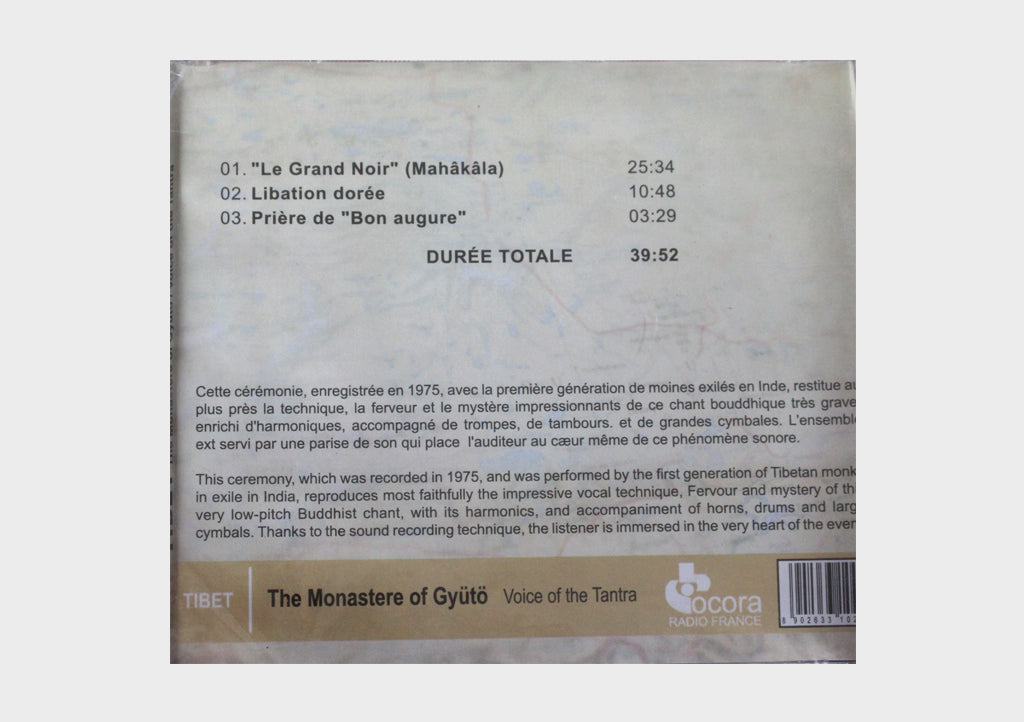 01. "Le Grand Noir" (Mahâkâla) 25:34
02. Libation dorée 10:48
03. Prière de "Bon augure" 03:29
DURÉE TOTALE 39:52
Cette cérémonie, enregistrée en 1975, avec la première génération de moines exilés en Inde, restitue au
plus près la technique, la ferveur et le mystère impressionnants de ce chant bouddhique très grave
enrichi d'harmoniques, accompagné de trompes, de tambours. et de grandes cymbales. L'ensembl
ext servi par une parise de son qui place l'auditeur au cæur même de ce phénomène sonore.
This ceremony, which was recorded in 1975, and was performed by the first generation of Tibetan monk
in exile in India, reproduces most faithfully the impressive vocal technique, Fervour and mystery of th
very low-pitch Buddhist chant, with its harmonics, and accompaniment of horns, drums and larg
cymbals. Thanks to the sound recording technique, the listener is immersed in the very heart of the even
TIBET The Monastere of Gyütö Voice of the Tantra
ocora
RADIO FRANCE
8 902633 102